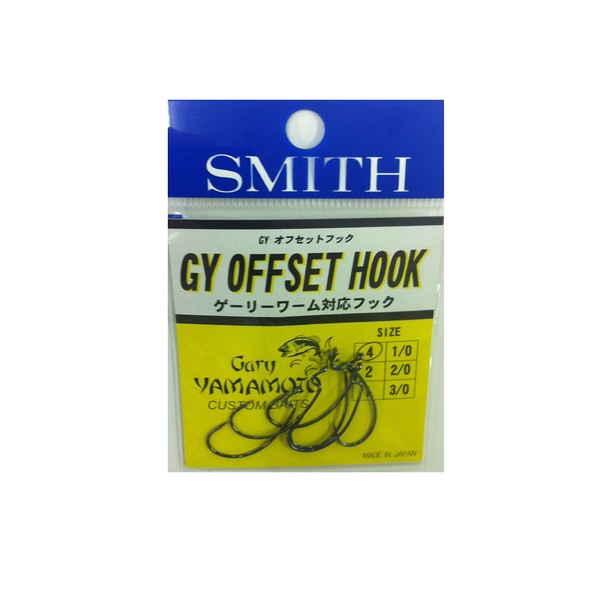 SMITH
GY オフセットフック
GY OFFSET HOOK
ゲーリーワーム対応フック
SIZE
4 1/0
2 2/0
3/0
Gary
YAMAMOTO
CUSTOM BAITS
MADE IN JAPAN